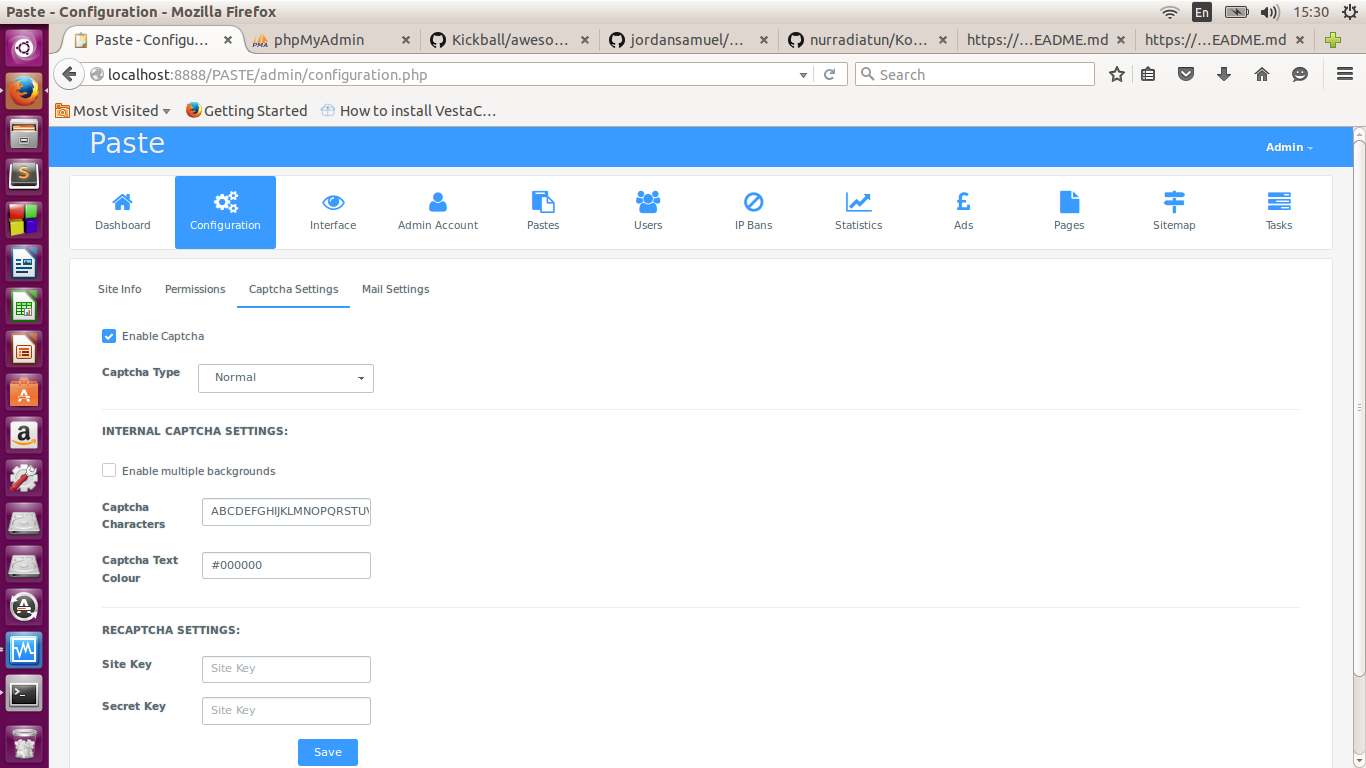 Paste - Configuration - Mozilla Firefox
En
15:30
Paste - Configu...
phpMyAdmin
Kickball/aweso...
jordansamuel/...
nurradiatun/Ko...
https://...EADME.md
https://...EADME.md
localhost:8888/PASTE/admin/configuration.php
Search
Most Visited
Getting Started
How to install VestaC...
Paste
Admin
Dashboard
Configuration
Interface
Admin Account
Pastes
Users
IP Bans
Statistics
Ads
Pages
Sitemap
Tasks
Site Info
Permissions
Captcha Settings
Mail Settings
Enable Captcha
Captcha Type
Normal
INTERNAL CAPTCHA SETTINGS:
Enable multiple backgrounds
Captcha
Characters
ABCDEFGHIJKLMNOPQRSTUV
Captcha Text
Colour
#000000
RECAPTCHA SETTINGS:
Site Key
Site Key
Secret Key
Site Key
Save